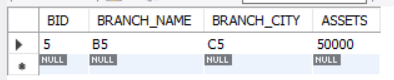 BID BRANCH_NAME BRANCH_CITY ASSETS
5 B5 C5 50000
NULL NULL NULL NULL